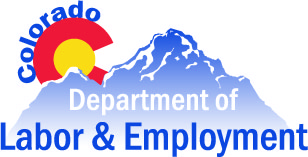 Colorado
Department of
Labor & Employment